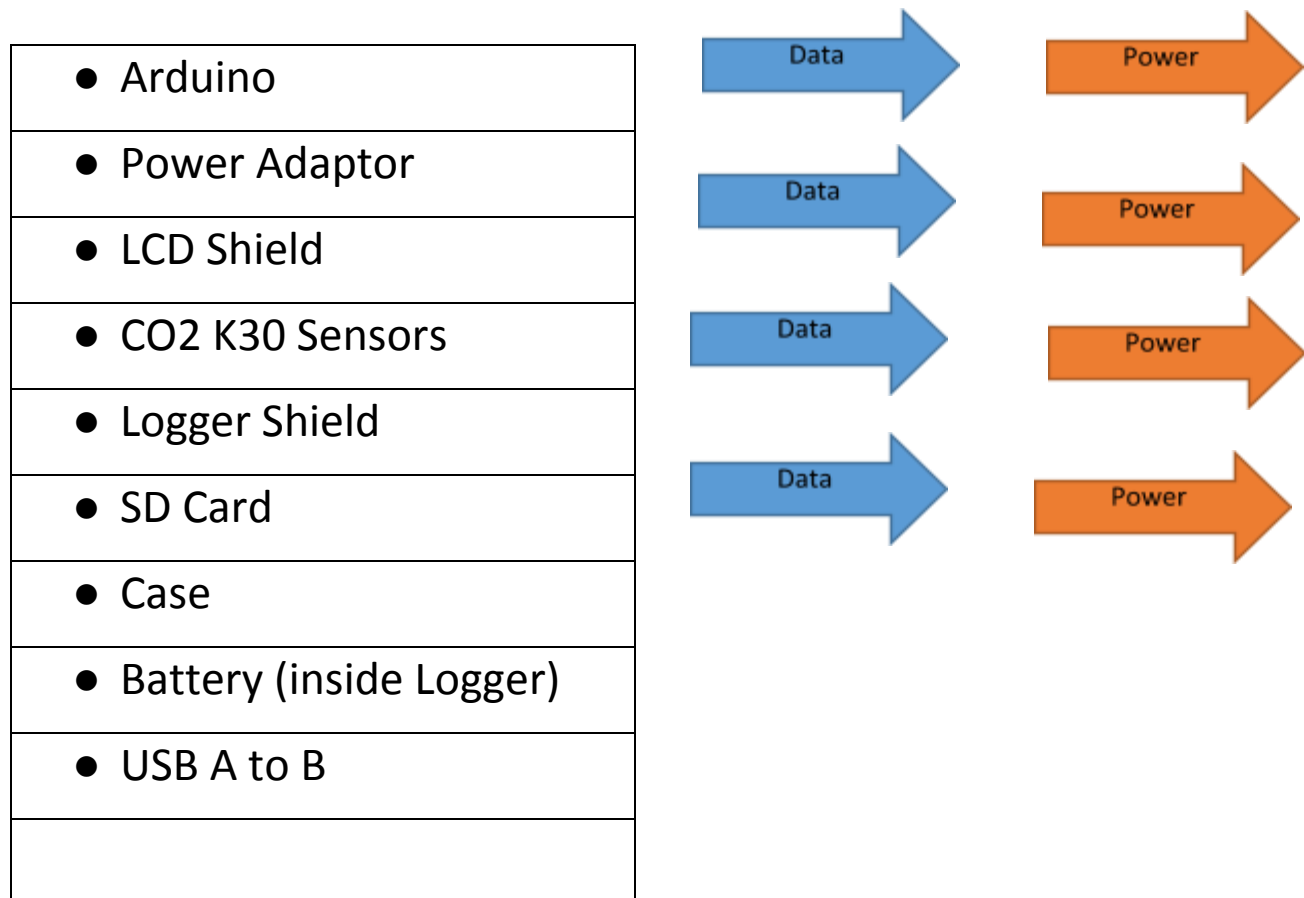 ● Arduino
● Power Adaptor
● LCD Shield
● CO2 K30 Sensors
● Logger Shield
● SD Card
● Case
● Battery (inside Logger)
● USB A to B
Data
Power
Data
Power
Data
Power
Data
Power